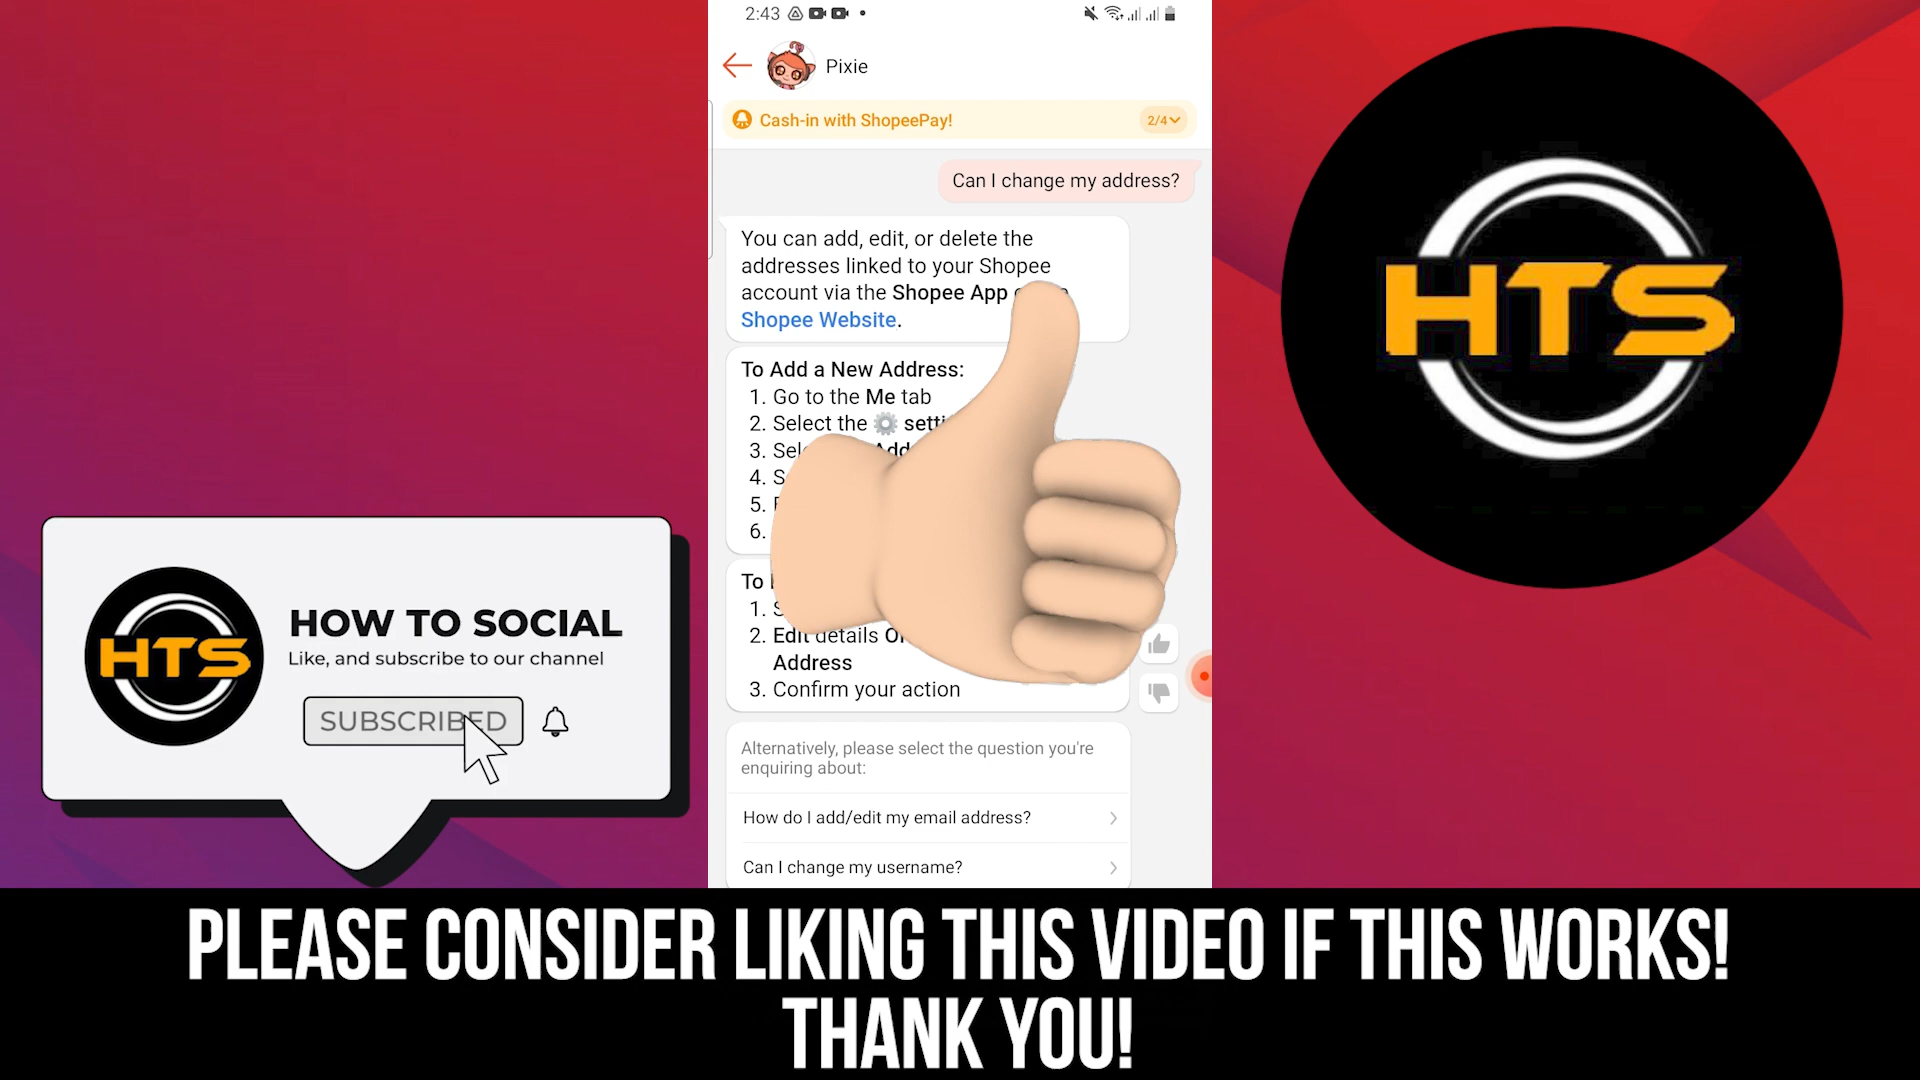 2:43
Pixie
Cash-in with ShopeePay!
2/4
Can I change my address?
You can add, edit, or delete the
addresses linked to your Shopee
account via the Shopee App
Shopee Website.
To Add a New Address:
1. Go to the Me tab
2. Select the
3.
4.
5.
6.
To
1.
2. Edit details
Address
3. Confirm your action
Alternatively, please select the question you're
enquiring about:
How do I add/edit my email address?
Can I change my username?
HTS
HTS
HOW TO SOCIAL
Like, and subscribe to our channel
SUBSCRIBED
PLEASE CONSIDER LIKING THIS VIDEO IF THIS WORKS!
THANK YOU!